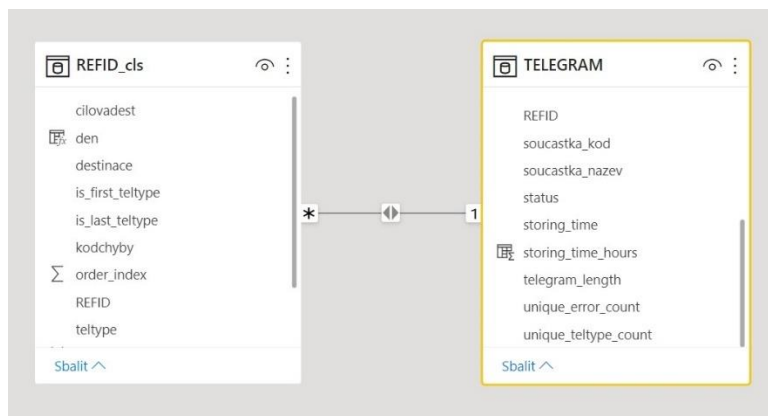 REFID_cls
cilovadest
den
destinace
is_first_teltype
is_last_teltype
kodchyby
order_index
REFID
teltype
Sbalit
*
1
TELEGRAM
REFID
soucastka_kod
soucastka_nazev
status
storing_time
storing_time_hours
telegram_length
unique_error_count
unique_teltype_count
Sbalit